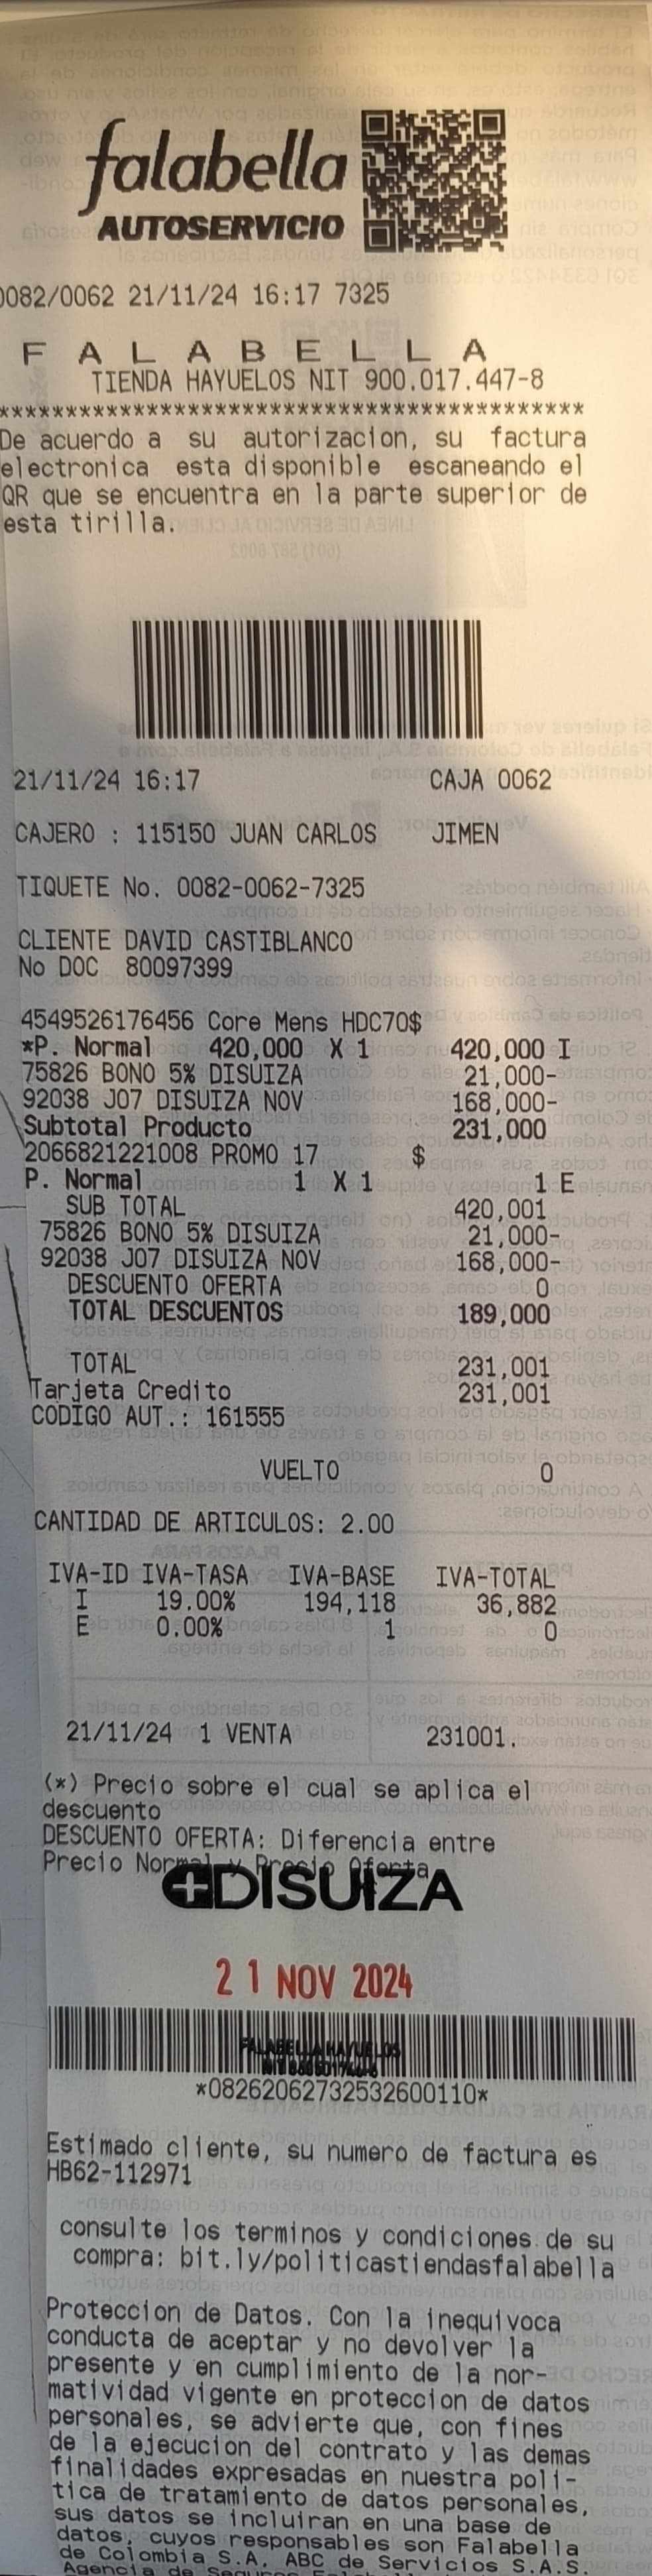 falabella
AUTOSERVICIO
0082/0062 21/11/24 16:17 7325
F A L A B E L L A
TIENDA HAYUELOS NIT 900.017.447-8
********************************************
De acuerdo a su autorizacion, su factura
electronica esta disponible escaneando el
QR que se encuentra en la parte superior de
esta tirilla.
21/11/24 16:17 CAJA 0062
CAJERO : 115150 JUAN CARLOS JIMEN
TIQUETE No. 0082-0062-7325
CLIENTE DAVID CASTIBLANCO
No DOC 80097399
4549526176456 Core Mens HDC70$
*P. Normal 420,000 X 1 420,000 I
75826 BONO 5% DISUIZA 21,000-
92038 J07 DISUIZA NOV 168,000-
Subtotal Producto 231,000
2066821221008 PROMO 17 $
P. Normal 1 X 1 1 E
SUB TOTAL 420,001
75826 BONO 5% DISUIZA 21,000-
92038 J07 DISUIZA NOV 168,000-
DESCUENTO OFERTA 0
TOTAL DESCUENTOS 189,000
TOTAL 231,001
Tarjeta Credito 231,001
CODIGO AUT.: 161555
VUELTO 0
CANTIDAD DE ARTICULOS: 2.00
IVA-ID IVA-TASA IVA-BASE IVA-TOTAL
I 19.00% 194,118 36,882
E 0.00% 1 0
21/11/24 1 VENTA 231001.
(*) Precio sobre el cual se aplica el
descuento
DESCUENTO OFERTA: Diferencia entre
Precio Normal y Precio Oferta
DISUIZA
21 NOV 2024
FALABELLA HAYUELOS
*08262062732532600110*
Estimado cliente, su numero de factura es
HB62-112971
consulte los terminos y condiciones de su
compra: bit.ly/politicastiendasfalabella
Proteccion de Datos. Con la inequivoca
conducta de aceptar y no devolver la
presente y en cumplimiento de la nor-
matividad vigente en proteccion de datos
personales, se advierte que, con fines
de la ejecucion del contrato y las demas
finalidades expresadas en nuestra poli-
tica de tratamiento de datos personales,
sus datos se incluiran en una base de
datos, cuyos responsables son Falabella
de Colombia S.A. ABC de Servicios S.A.S.
Agencia de Seguros